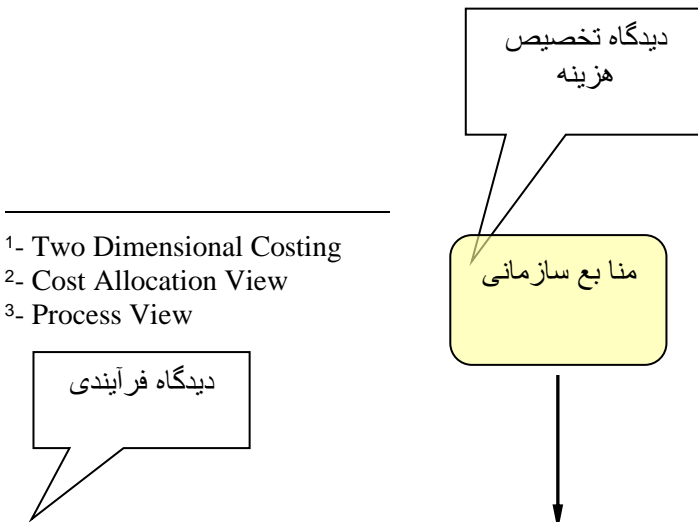 دیدگاه تخصیص
هزینه
¹- Two Dimensional Costing
²- Cost Allocation View
³- Process View
منا بع سازمانی
دیدگاه فرآیندی